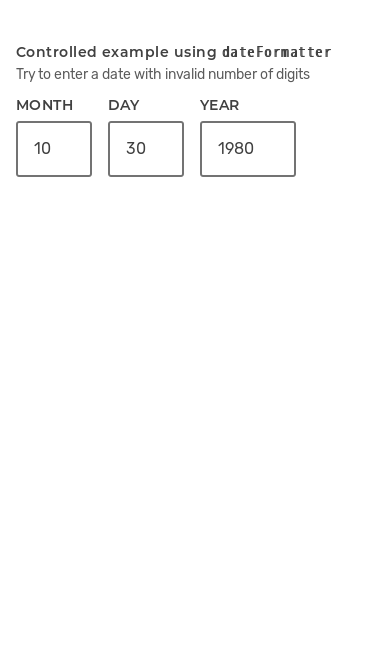 Controlled example using dateFormatter
Try to enter a date with invalid number of digits
MONTH DAY YEAR
10 30 1980